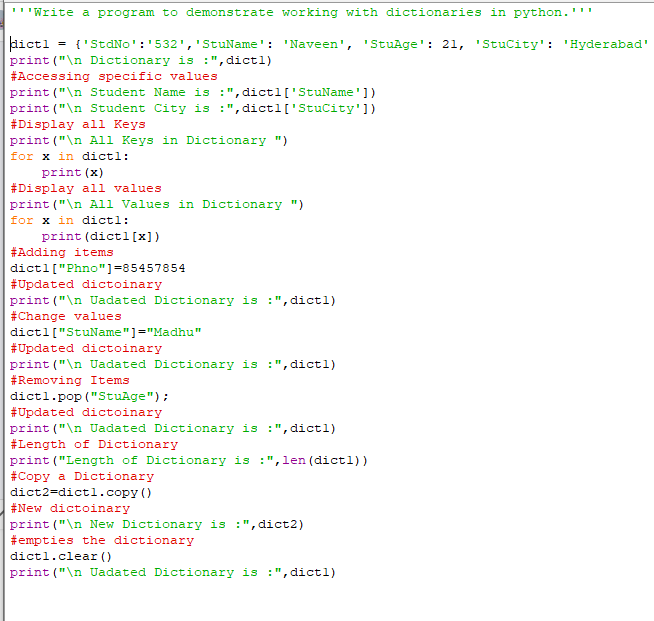 '''Write a program to demonstrate working with dictionaries in python.'''
dict1 = {'StdNo':'532','StuName': 'Naveen', 'StuAge': 21, 'StuCity': 'Hyderabad'
print("\n Dictionary is :",dict1)
#Accessing specific values
print("\n Student Name is :",dict1['StuName'])
print("\n Student City is :",dict1['StuCity'])
#Display all Keys
print("\n All Keys in Dictionary ")
for x in dict1:
    print(x)
#Display all values
print("\n All Values in Dictionary ")
for x in dict1:
    print(dict1[x])
#Adding items
dict1["Phno"]=85457854
#Updated dictoinary
print("\n Uadated Dictionary is :",dict1)
#Change values
dict1["StuName"]="Madhu"
#Updated dictoinary
print("\n Uadated Dictionary is :",dict1)
#Removing Items
dict1.pop("StuAge");
#Updated dictoinary
print("\n Uadated Dictionary is :",dict1)
#Length of Dictionary
print("Length of Dictionary is :",len(dict1))
#Copy a Dictionary
dict2=dict1.copy()
#New dictoinary
print("\n New Dictionary is :",dict2)
#empties the dictionary
dict1.clear()
print("\n Uadated Dictionary is :",dict1)